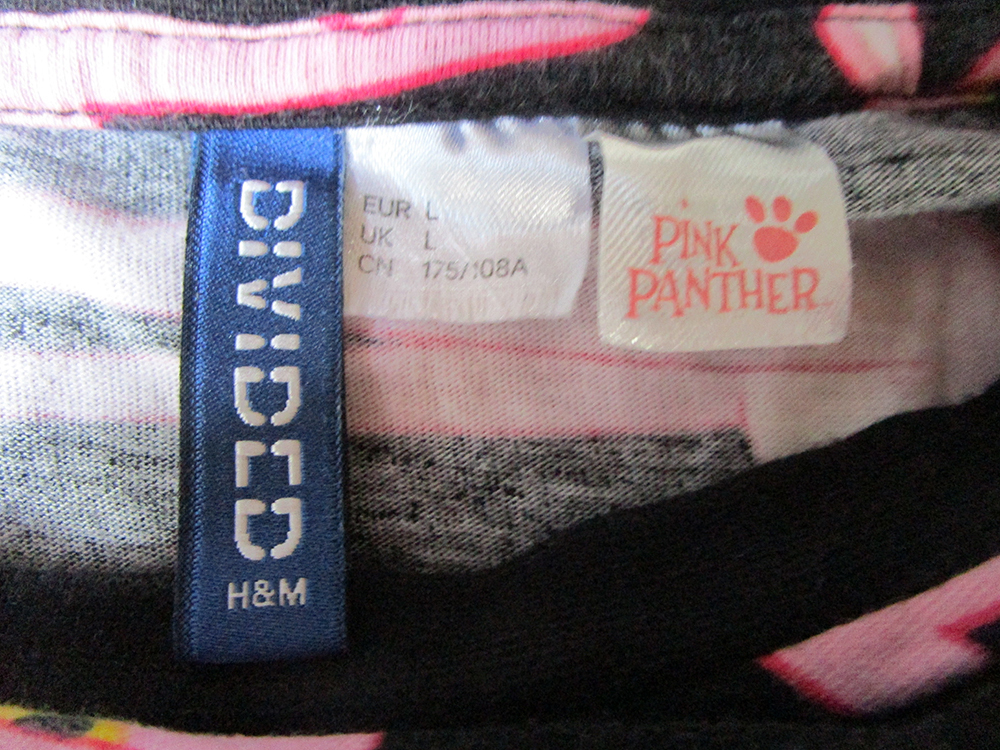 DIVIDED
H&M
EUR L
UK L
CN 175/108A
PINK
PANTHER